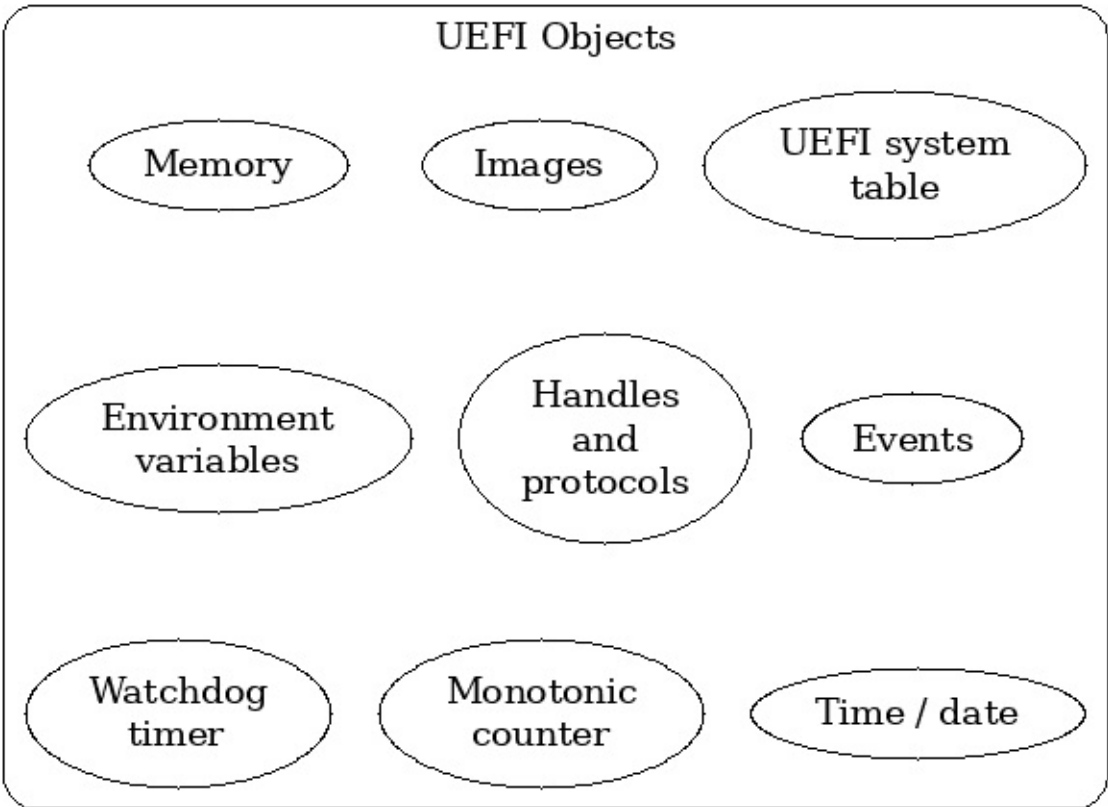 UEFI Objects
Memory
Images
UEFI system
table
Environment
variables
Handles
and
protocols
Events
Watchdog
timer
Monotonic
counter
Time / date